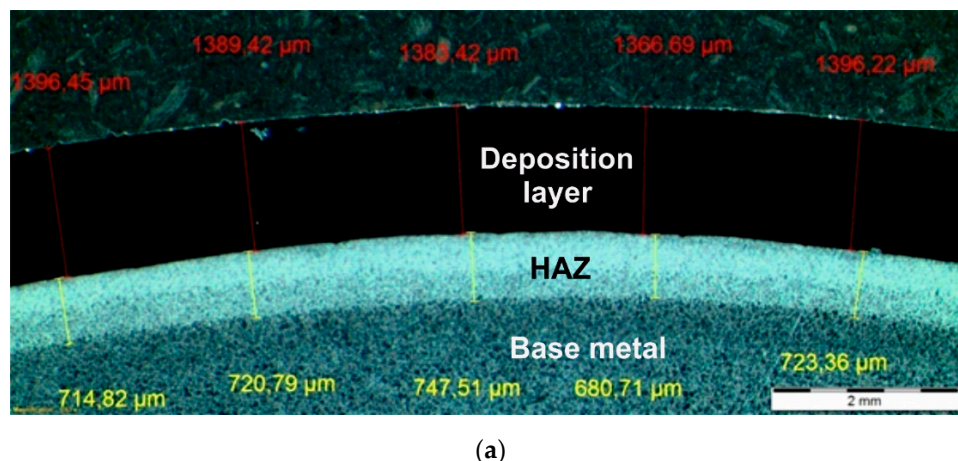 1389,42 µm
1385,42 µm
1366,69 µm
1396,45 µm
1396,22 µm
Deposition
layer
HAZ
Base metal
723,36 µm
714,82 µm
720,79 µm
747,51 µm
680,71 µm
2 mm
(a)